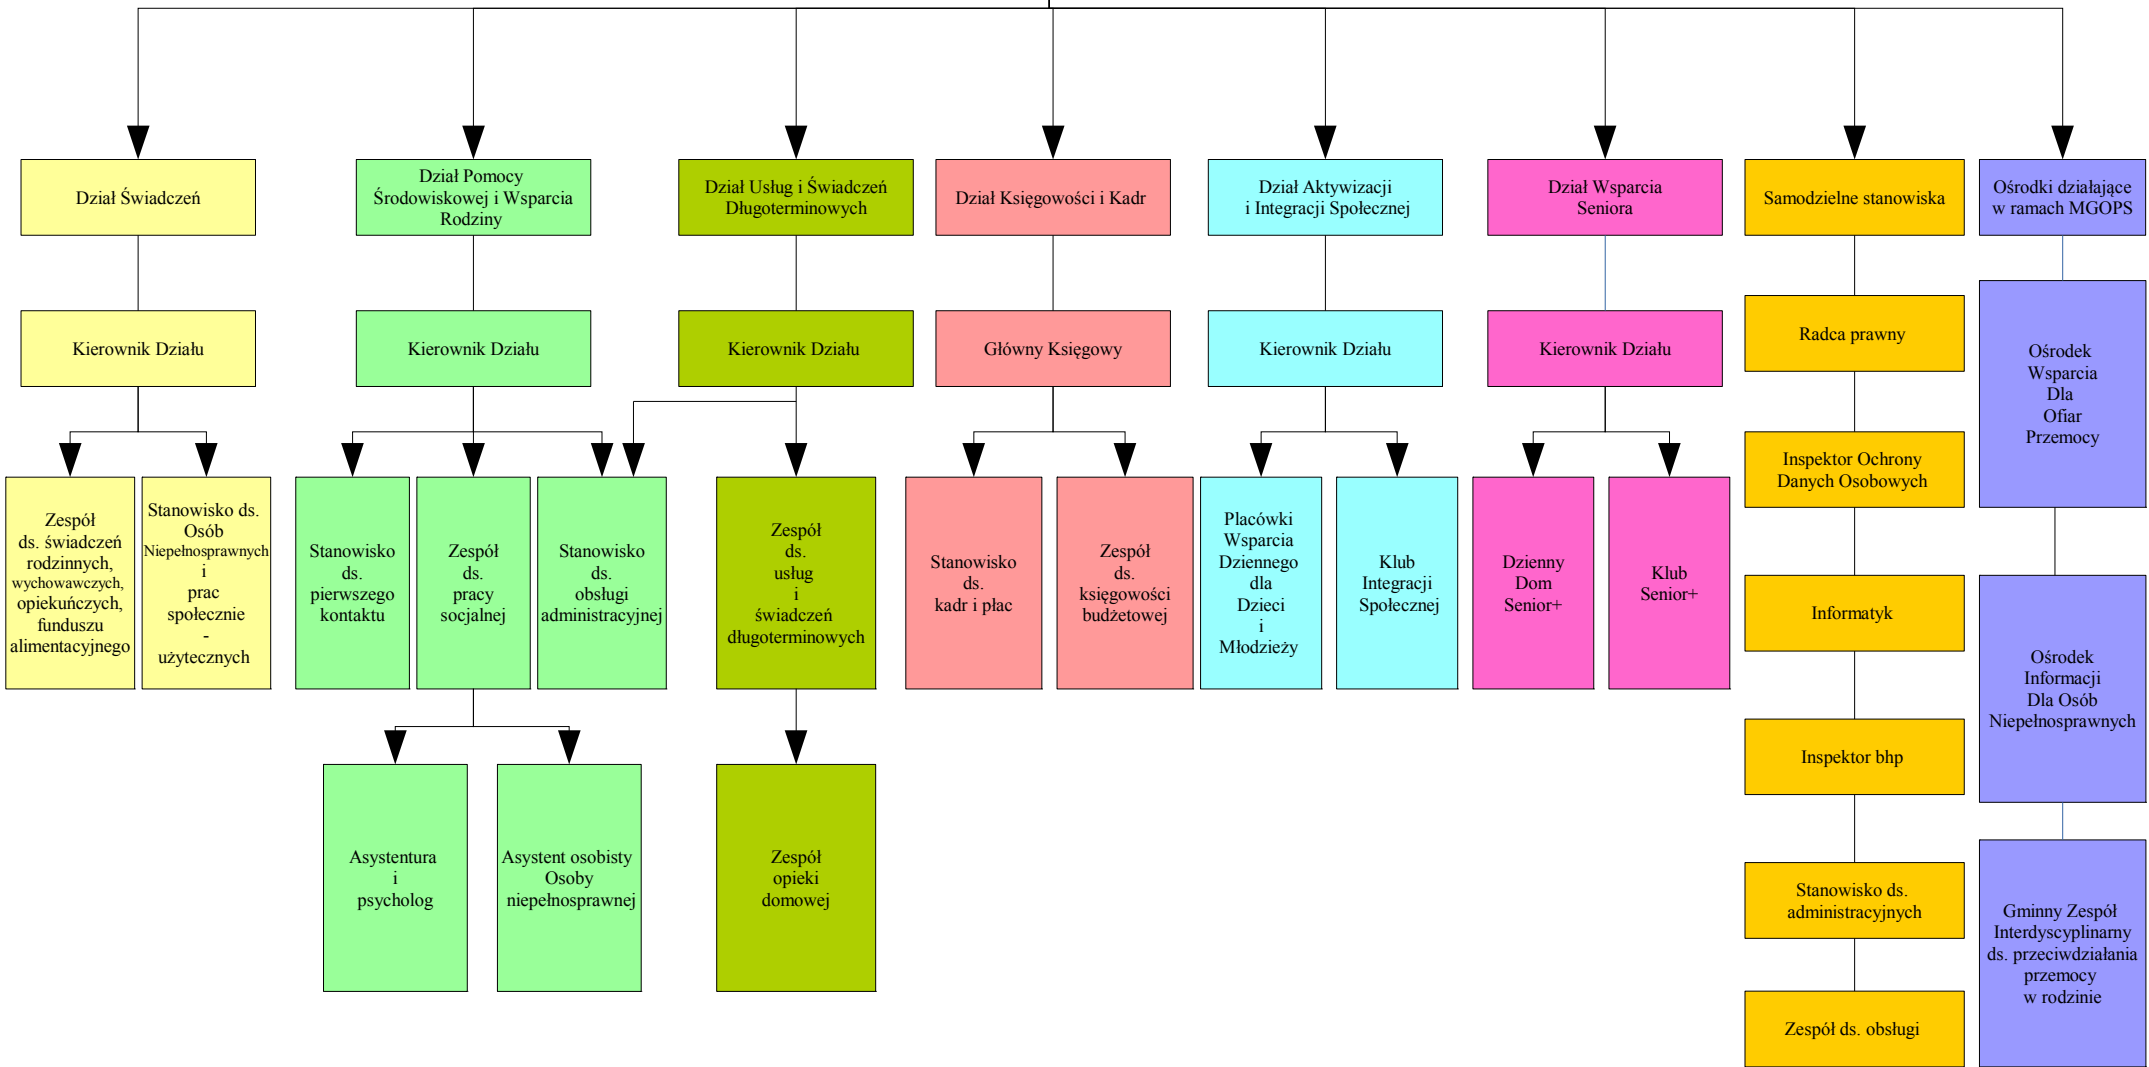 Dział Świadczeń
Dział Pomocy
Środowiskowej i Wsparcia
Rodziny
Dział Usług i Świadczeń
Długoterminowych
Dział Księgowości i Kadr
Dział Aktywizacji
i Integracji Społecznej
Dział Wsparcia
Seniora
Samodzielne stanowiska
Ośrodki działające
w ramach MGOPS
Kierownik Działu
Kierownik Działu
Kierownik Działu
Główny Księgowy
Kierownik Działu
Kierownik Działu
Zespół
ds. świadczeń
rodzinnych,
wychowawczych,
opiekuńczych,
funduszu
alimentacyjnego
Stanowisko ds.
Osób
Niepełnosprawnych
i
prac
społecznie
-
użytecznych
Stanowisko
ds.
pierwszego
kontaktu
Zespół
ds.
pracy
socjalnej
Stanowisko
ds.
obsługi
administracyjnej
Zespół
ds.
usług
i
świadczeń
długoterminowych
Stanowisko
ds.
kadr i płac
Zespół
ds.
księgowości
budżetowej
Placówki
Wsparcia
Dziennego
dla
Dzieci
i
Młodzieży
Klub
Integracji
Społecznej
Dzienny
Dom
Senior+
Klub
Senior+
Asystentura
i
psycholog
Asystent osobisty
Osoby
niepełnosprawnej
Zespół
opieki
domowej
Radca prawny
Inspektor Ochrony
Danych Osobowych
Informatyk
Inspektor bhp
Stanowisko ds.
administracyjnych
Zespół ds. obsługi
Ośrodek
Wsparcia
Dla
Ofiar
Przemocy
Ośrodek
Informacji
Dla Osób
Niepełnosprawnych
Gminny Zespół
Interdyscyplinarny
ds. przeciwdziałania
przemocy
w rodzinie